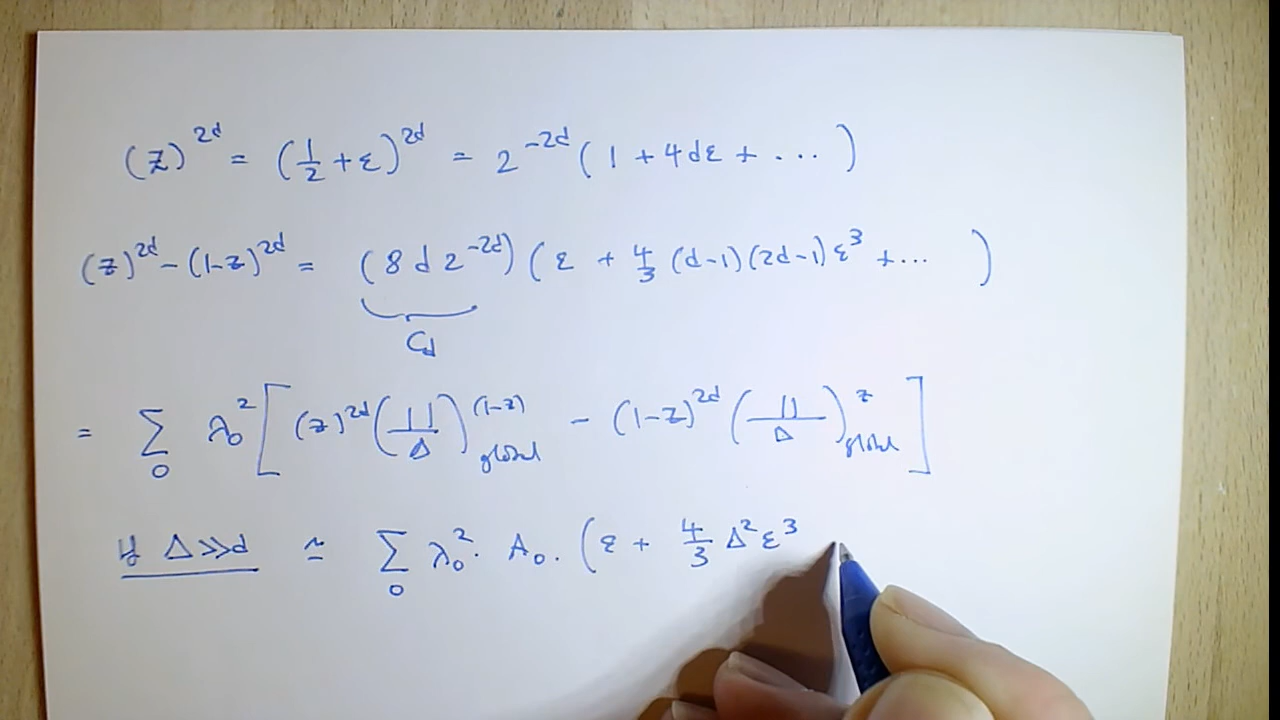 (z)^{2d} = (1/2 + ε)^{2d} = 2^{-2d} (1 + 4dε + ... )
(z)^{2d} - (1-z)^{2d} = (8 d 2^{-2d}) (ε + 4/3 (d-1)(2d-1) ε^3 + ... )
C_d
= Σ_O λ_O^2 [ (z)^{2d} ( || / Δ )^{(1-z)}_{global} - (1-z)^{2d} ( || / Δ )^{z}_{global} ]
if Δ >> d ≃ Σ_O λ_O^2 . A_O . (ε + 4/3 Δ^2 ε^3